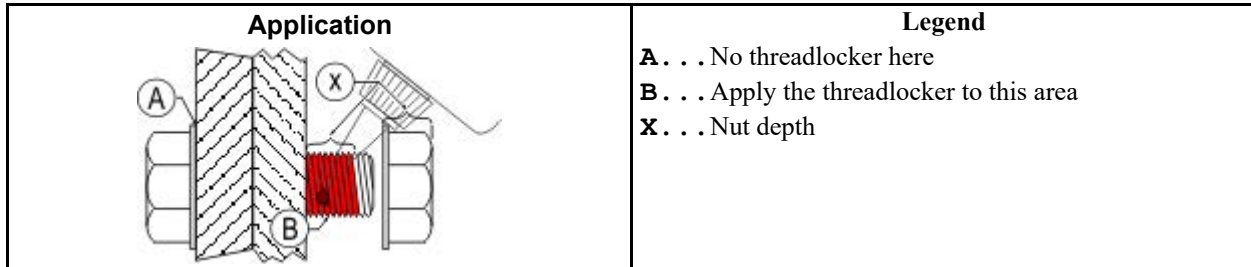 Application
A
X
B
Legend
A...No threadlocker here
B...Apply the threadlocker to this area
X...Nut depth